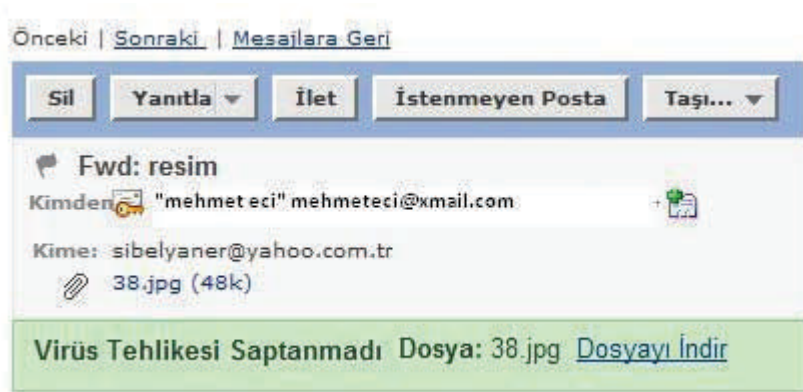 Önceki | Sonraki | Mesajlara Geri
Sil Yanıtla İlet İstenmeyen Posta Taşı...
Fwd: resim
Kimden "mehmet eci" mehmeteci@xmail.com
Kime: sibelyaner@yahoo.com.tr
38.jpg (48k)
Virüs Tehlikesi Saptanmadı Dosya: 38.jpg Dosyayı İndir